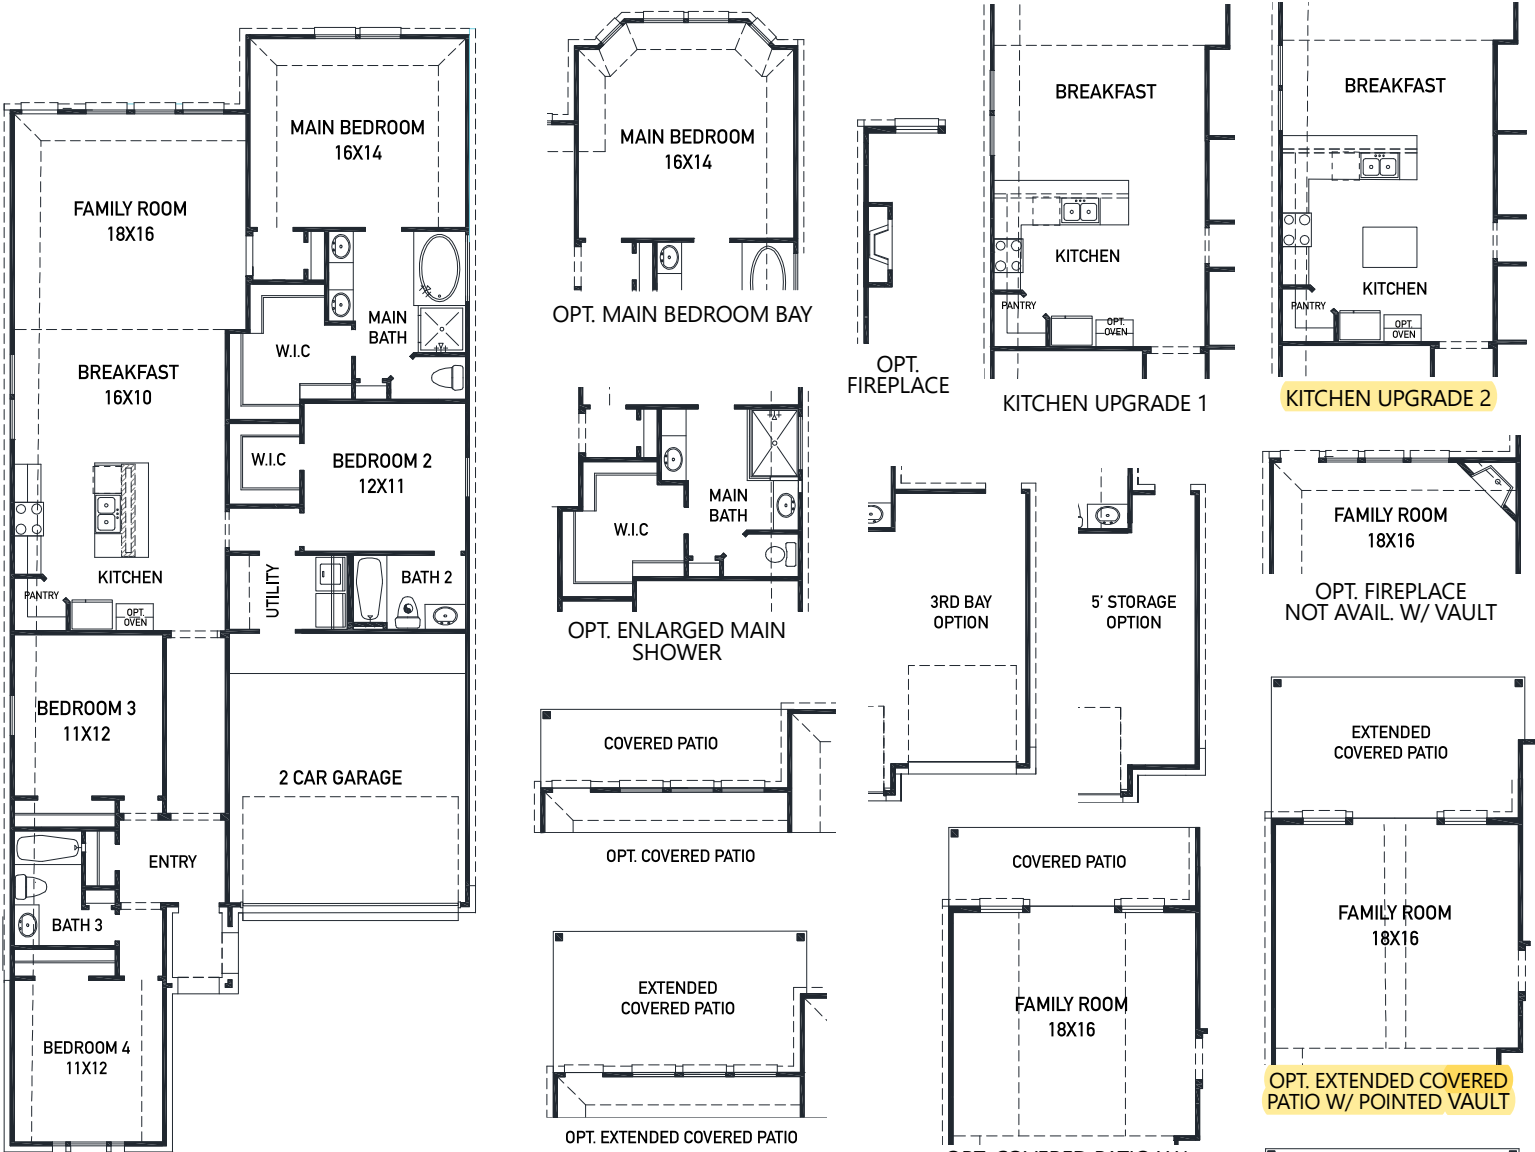 MAIN BEDROOM
16X14
FAMILY ROOM
18X16
MAIN
BATH
W.I.C
BREAKFAST
16X10
W.I.C
BEDROOM 2
12X11
KITCHEN
PANTRY
OPT.
OVEN
UTILITY
BATH 2
BEDROOM 3
11X12
2 CAR GARAGE
ENTRY
BATH 3
BEDROOM 4
11X12
MAIN BEDROOM
16X14
OPT. MAIN BEDROOM BAY
OPT.
FIREPLACE
BREAKFAST
KITCHEN
PANTRY
OPT.
OVEN
KITCHEN UPGRADE 1
BREAKFAST
KITCHEN
PANTRY
OPT.
OVEN
KITCHEN UPGRADE 2
MAIN
BATH
W.I.C
OPT. ENLARGED MAIN
SHOWER
3RD BAY
OPTION
5' STORAGE
OPTION
FAMILY ROOM
18X16
OPT. FIREPLACE
NOT AVAIL. W/ VAULT
COVERED PATIO
OPT. COVERED PATIO
EXTENDED
COVERED PATIO
OPT. EXTENDED COVERED PATIO
COVERED PATIO
FAMILY ROOM
18X16
EXTENDED
COVERED PATIO
FAMILY ROOM
18X16
OPT. EXTENDED COVERED
PATIO W/ POINTED VAULT